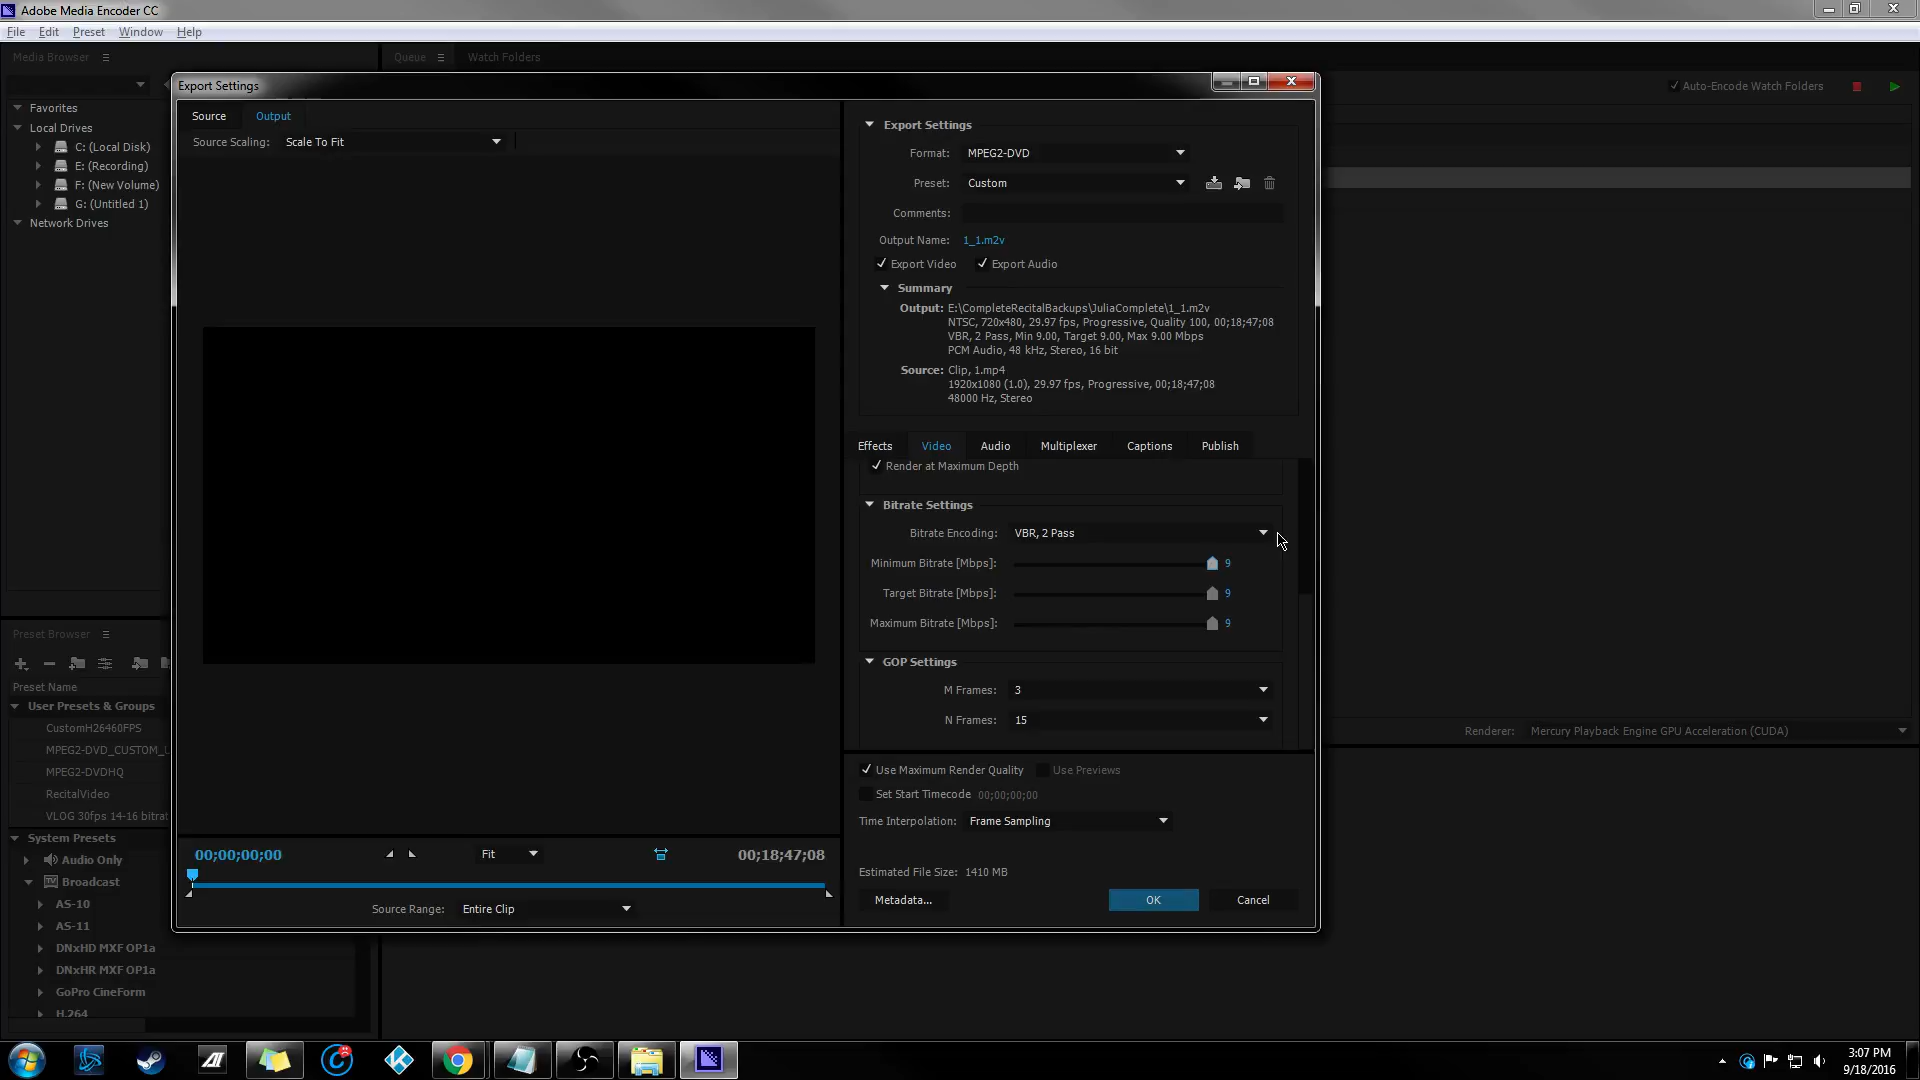 Adobe Media Encoder CC
File Edit Preset Window Help
Media Browser
Queue Watch Folders
Auto-Encode Watch Folders
Favorites
Local Drives
C: (Local Disk)
E: (Recording)
F: (New Volume)
G: (Untitled 1)
Network Drives
Export Settings
Source Output
Source Scaling: Scale To Fit
Export Settings
Format: MPEG2-DVD
Preset: Custom
Comments:
Output Name: 1_1.m2v
Export Video Export Audio
Summary
Output: E:\CompleteRecitalBackups\JuliaComplete\1_1.m2v
NTSC, 720x480, 29.97 fps, Progressive, Quality 100, 00;18;47;08
VBR, 2 Pass, Min 9.00, Target 9.00, Max 9.00 Mbps
PCM Audio, 48 kHz, Stereo, 16 bit
Source: Clip, 1.mp4
1920x1080 (1.0), 29.97 fps, Progressive, 00;18;47;08
48000 Hz, Stereo
Effects Video Audio Multiplexer Captions Publish
Render at Maximum Depth
Bitrate Settings
Bitrate Encoding: VBR, 2 Pass
Minimum Bitrate [Mbps]: 9
Target Bitrate [Mbps]: 9
Maximum Bitrate [Mbps]: 9
GOP Settings
M Frames: 3
N Frames: 15
Use Maximum Render Quality Use Previews
Set Start Timecode 00;00;00;00
Time Interpolation: Frame Sampling
Estimated File Size: 1410 MB
Metadata... OK Cancel
00;00;00;00 Fit 00;18;47;08
Source Range: Entire Clip
Renderer: Mercury Playback Engine GPU Acceleration (CUDA)
Preset Browser
Preset Name
User Presets & Groups
CustomH26460FPS
MPEG2-DVD_CUSTOM_
MPEG2-DVDHQ
RecitalVideo
VLOG 30fps 14-16 bitrat
System Presets
Audio Only
Broadcast
AS-10
AS-11
DNxHD MXF OP1a
DNxHR MXF OP1a
GoPro CineForm
H.264
3:07 PM
9/18/2016